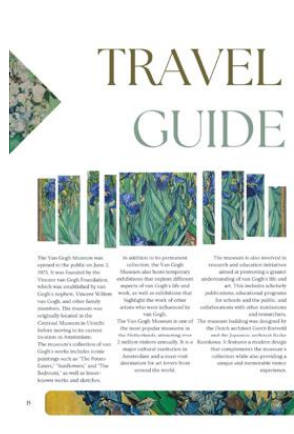 TRAVEL
GUIDE
The Van Gogh Museum was
opened to the public on June 2,
1973. It was founded by the
Vincent van Gogh Foundation,
which was established by van
Gogh's nephew, Vincent Willem
van Gogh, and other family
members. The museum was
originally located in the
Centraal Museum in Utrecht
before moving to its current
location in Amsterdam.
The museum's collection of van
Gogh's works includes iconic
paintings such as "The Potato
Eaters," "Sunflowers," and "The
Bedroom," as well as lesser-
known works and sketches.
In addition to its permanent
collection, the Van Gogh
Museum also hosts temporary
exhibitions that explore different
aspects of van Gogh's life and
work, as well as exhibitions that
highlight the work of other
artists who were influenced by
van Gogh.
The Van Gogh Museum is one of
the most popular museums in
the Netherlands, attracting over
2 million visitors annually. It is a
major cultural institution in
Amsterdam and a must-visit
destination for art lovers from
around the world.
The museum is also involved in
research and education initiatives
aimed at promoting a greater
understanding of van Gogh's life and
art. This includes scholarly
publications, educational programs
for schools and the public, and
collaborations with other institutions
and researchers.
The museum building was designed by
the Dutch architect Gerrit Rietveld
and the Japanese architect Kisho
Kurokawa. It features a modern design
that complements the museum's
collection while also providing a
unique and memorable visitor
experience.